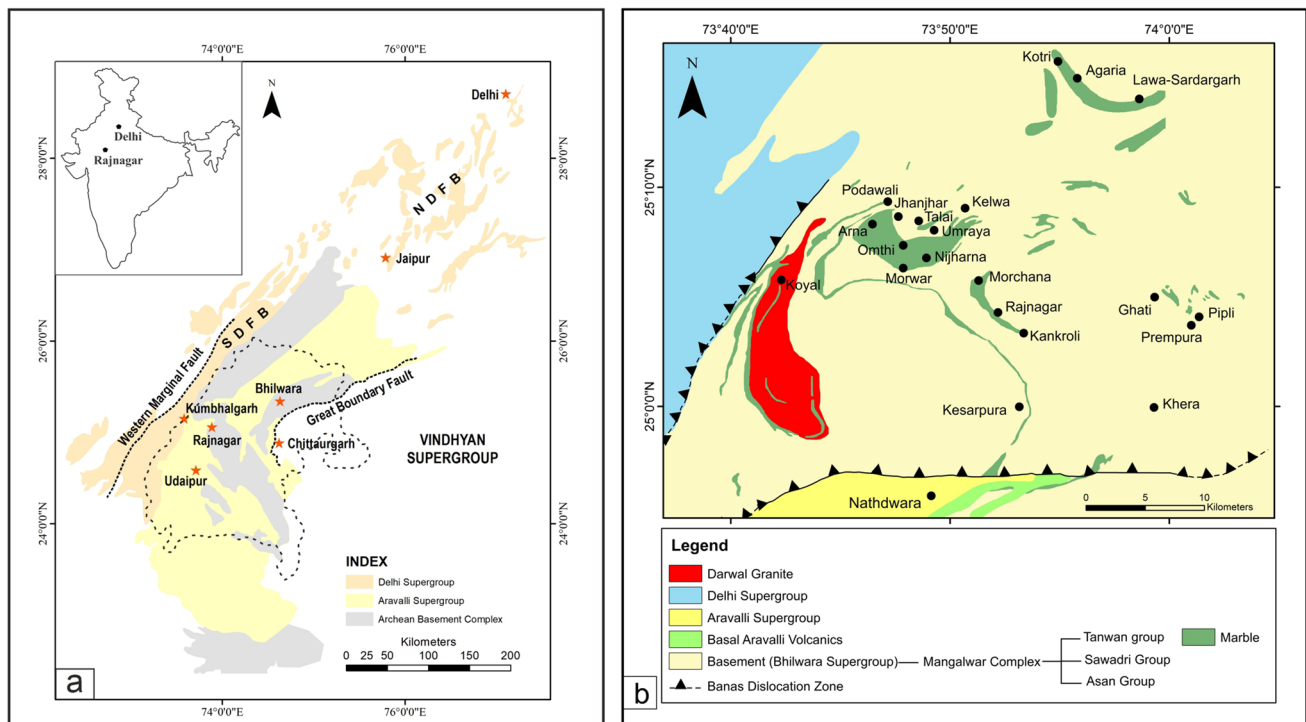 74°0'0"E
76°0'0"E
N
Delhi
Delhi
Rajnagar
28°0'0"N
28°0'0"N
NDFB
Jaipur
26°0'0"N
26°0'0"N
SDFB
Western Marginal Fault
Bhilwara
Great Boundary Fault
Kumbhalgarh
Rajnagar
Chittaurgarh
VINDHYAN
SUPERGROUP
Udaipur
24°0'0"N
24°0'0"N
INDEX
Delhi Supergroup
Aravalli Supergroup
Archean Basement Complex
Kilometers
0 25 50 100 150 200
a
74°0'0"E
76°0'0"E
73°40'0"E
73°50'0"E
74°0'0"E
N
Kotri
Agaria
Lawa-Sardargarh
25°10'0"N
Podawali
Jhanjhar
Kelwa
Talai
Arna
Umraya
Omthi
Nijharna
Morwar
Morchana
Koyal
Rajnagar
Ghati
Pipli
Kankroli
Prempura
25°0'0"N
Kesarpura
Khera
Nathdwara
0 5 10
Kilometers
Legend
Darwal Granite
Delhi Supergroup
Aravalli Supergroup
Basal Aravalli Volcanics
Basement (Bhilwara Supergroup)
Mangalwar Complex
Tanwan group
Sawadri Group
Asan Group
Marble
Banas Dislocation Zone
b